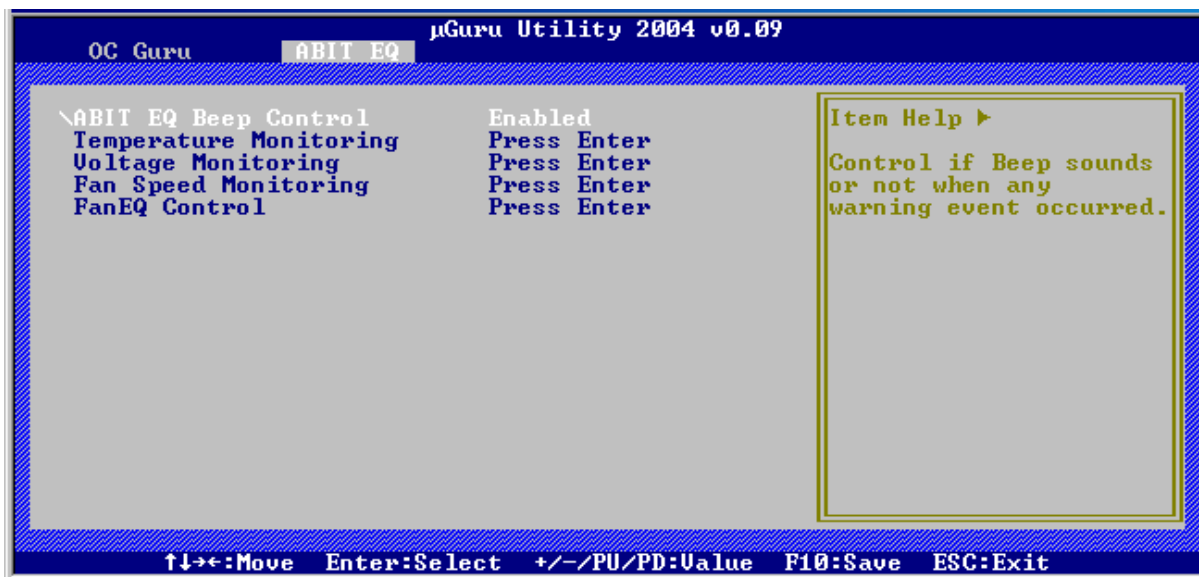 µGuru Utility 2004 v0.09
OC Guru ABIT EQ
\ABIT EQ Beep Control Enabled
Temperature Monitoring Press Enter
Voltage Monitoring Press Enter
Fan Speed Monitoring Press Enter
FanEQ Control Press Enter
Item Help ►
Control if Beep sounds
or not when any
warning event occurred.
↑↓→←:Move Enter:Select +/-/PU/PD:Value F10:Save ESC:Exit